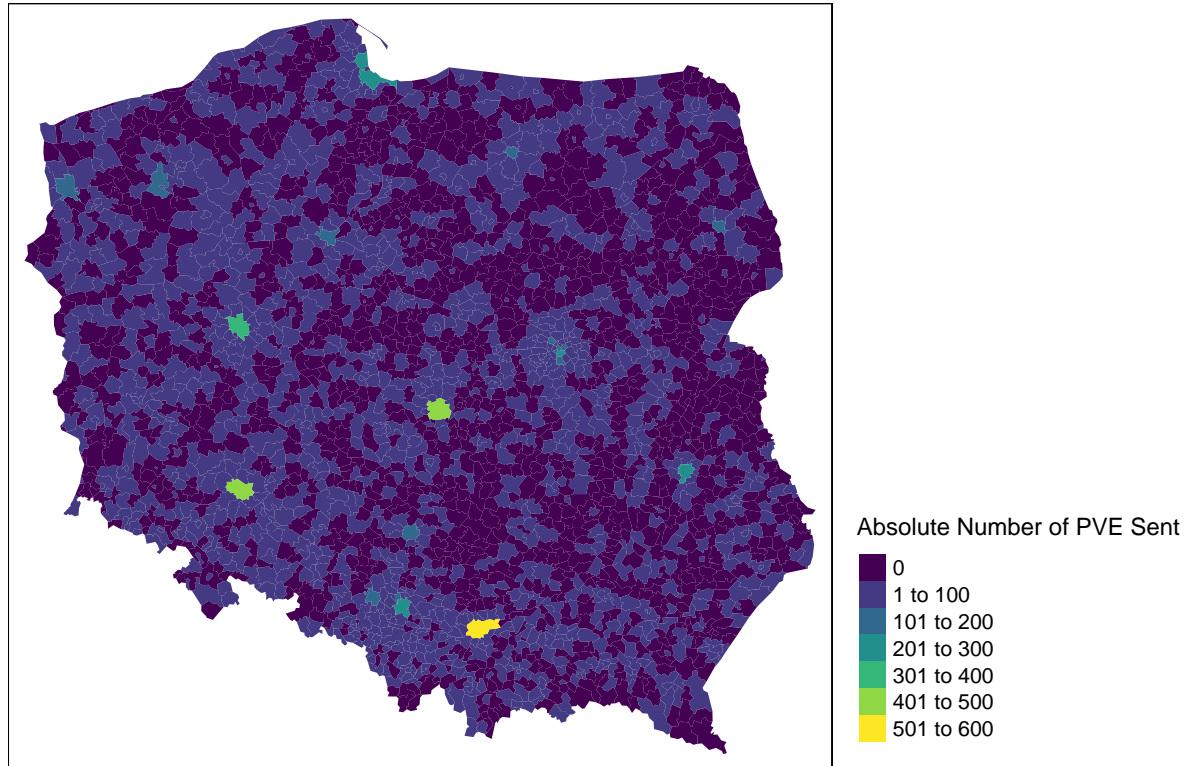 Absolute Number of PVE Sent
0
1 to 100
101 to 200
201 to 300
301 to 400
401 to 500
501 to 600